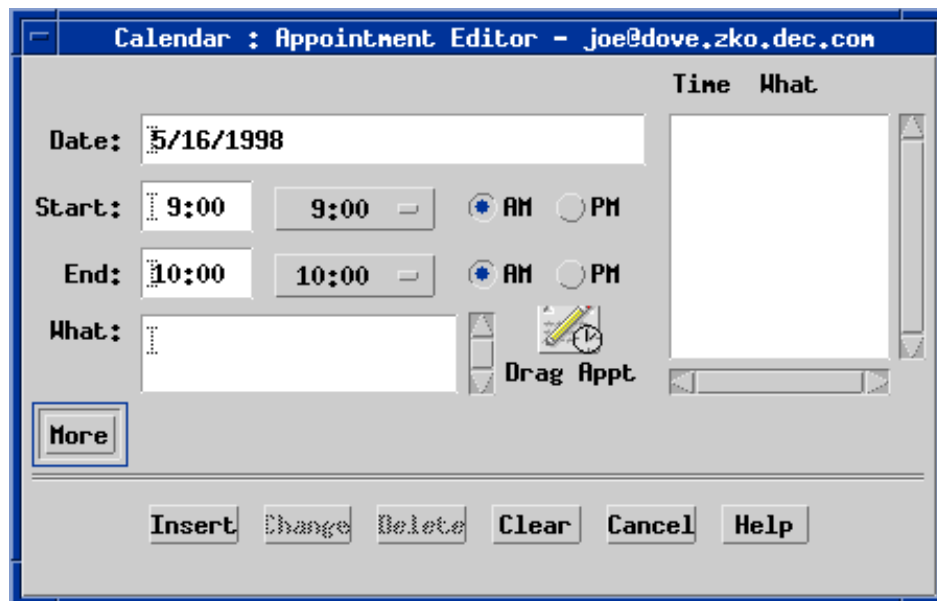 Calendar : Appointment Editor - joe@dove.zko.dec.com
Time What
Date: 5/16/1998
Start: 9:00 9:00 AM PM
End: 10:00 10:00 AM PM
What:
Drag Appt
More
Insert Change Delete Clear Cancel Help